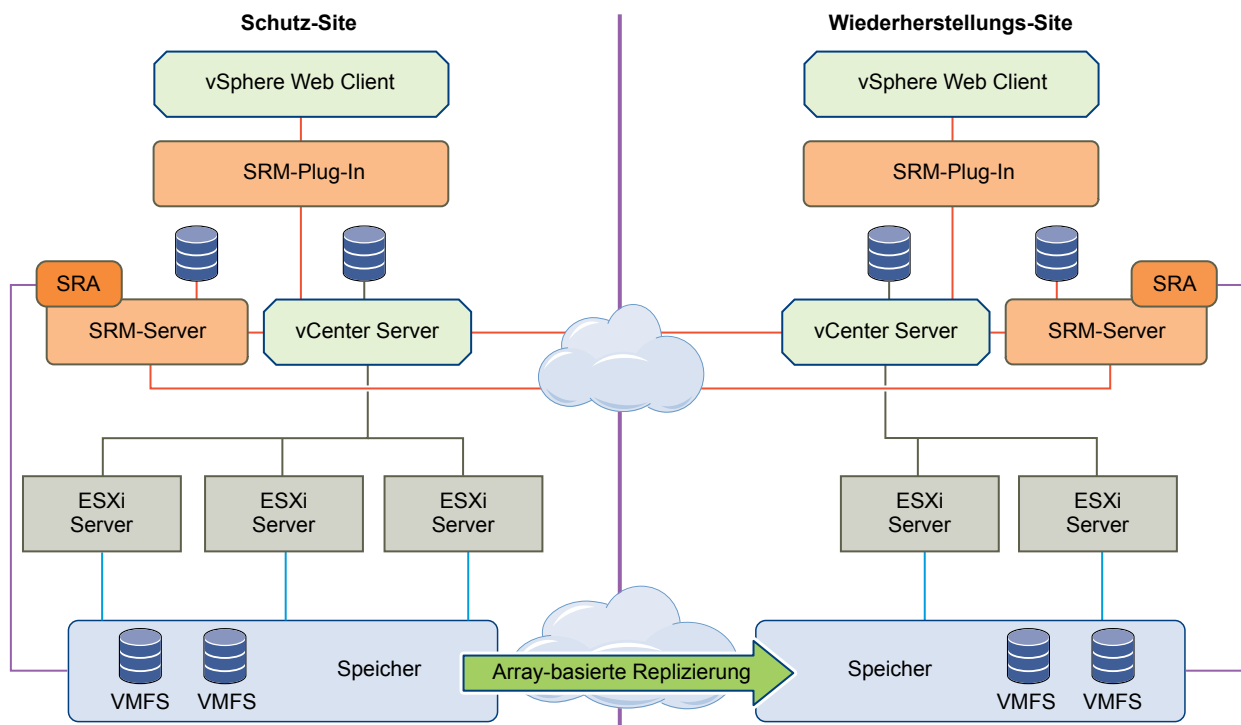 Schutz-Site
Wiederherstellungs-Site
vSphere Web Client
vSphere Web Client
SRM-Plug-In
SRM-Plug-In
SRA
SRA
SRM-Server
vCenter Server
vCenter Server
SRM-Server
ESXi
Server
ESXi
Server
ESXi
Server
ESXi
Server
ESXi
Server
Speicher
Array-basierte Replizierung
Speicher
VMFS
VMFS
VMFS
VMFS